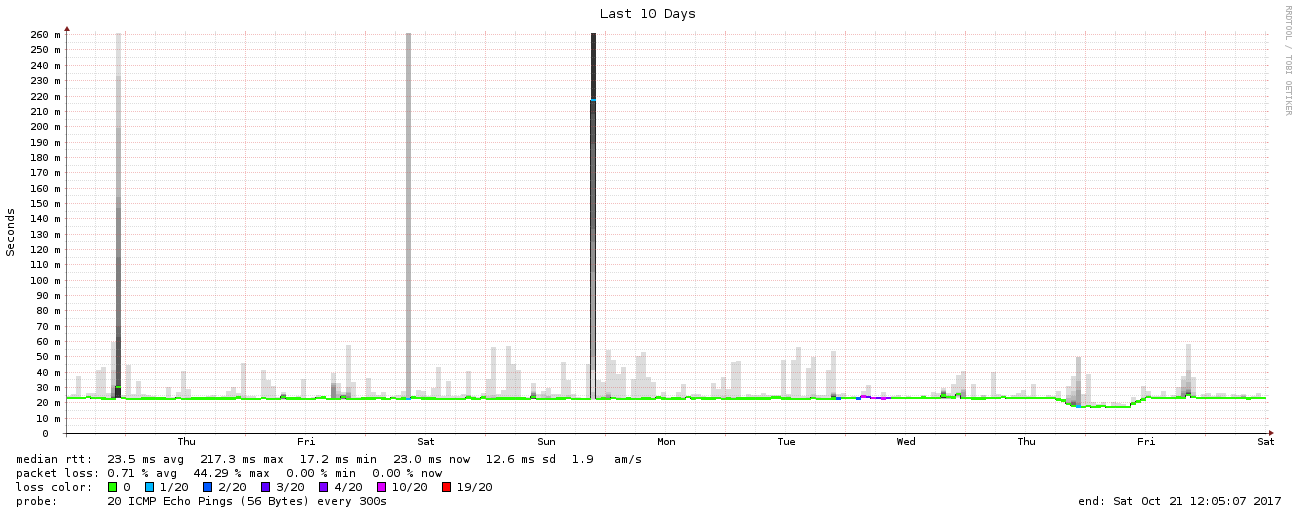 Last 10 Days
RRDTOOL / TOBI OETIKER
Seconds
260 m
250 m
240 m
230 m
220 m
210 m
200 m
190 m
180 m
170 m
160 m
150 m
140 m
130 m
120 m
110 m
100 m
90 m
80 m
70 m
60 m
50 m
40 m
30 m
20 m
10 m
0
Thu Fri Sat Sun Mon Tue Wed Thu Fri Sat
median rtt: 23.5 ms avg 217.3 ms max 17.2 ms min 23.0 ms now 12.6 ms sd 1.9 am/s
packet loss: 0.71 % avg 44.29 % max 0.00 % min 0.00 % now
loss color: 0 1/20 2/20 3/20 4/20 10/20 19/20
probe: 20 ICMP Echo Pings (56 Bytes) every 300s end: Sat Oct 21 12:05:07 2017